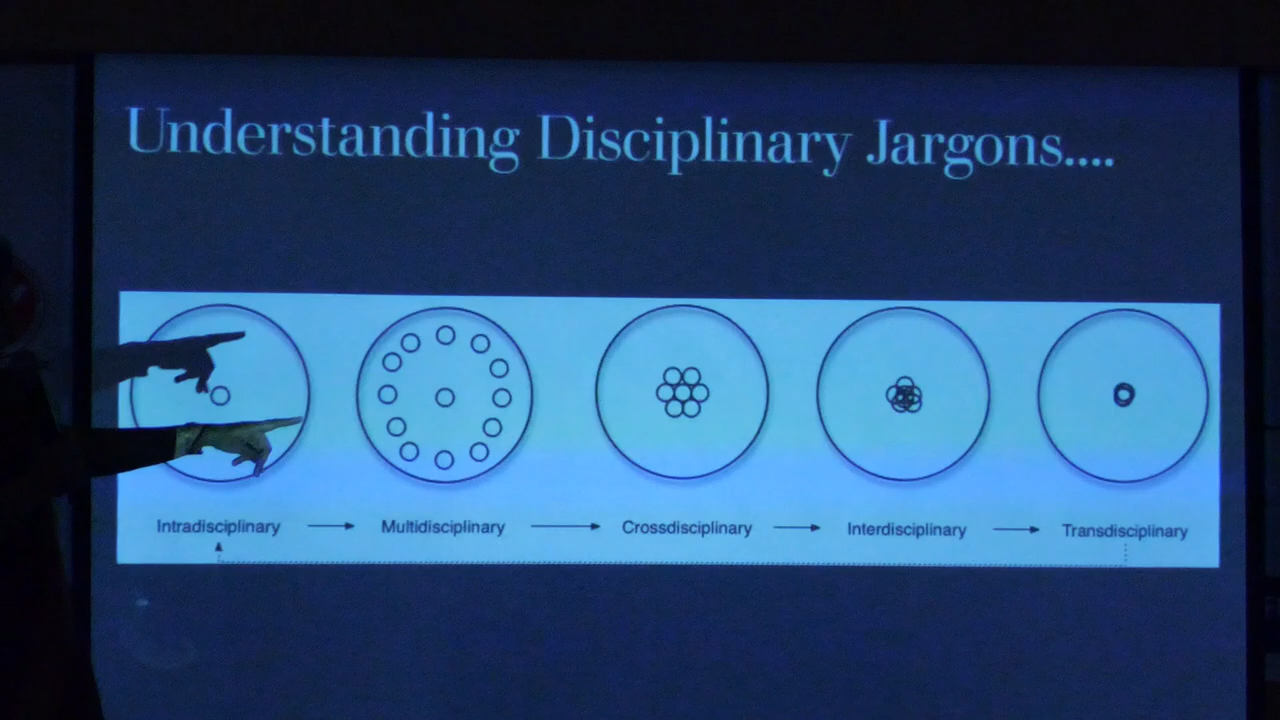 Understanding Disciplinary Jargons....
Intradisciplinary
Multidisciplinary
Crossdisciplinary
Interdisciplinary
Transdisciplinary